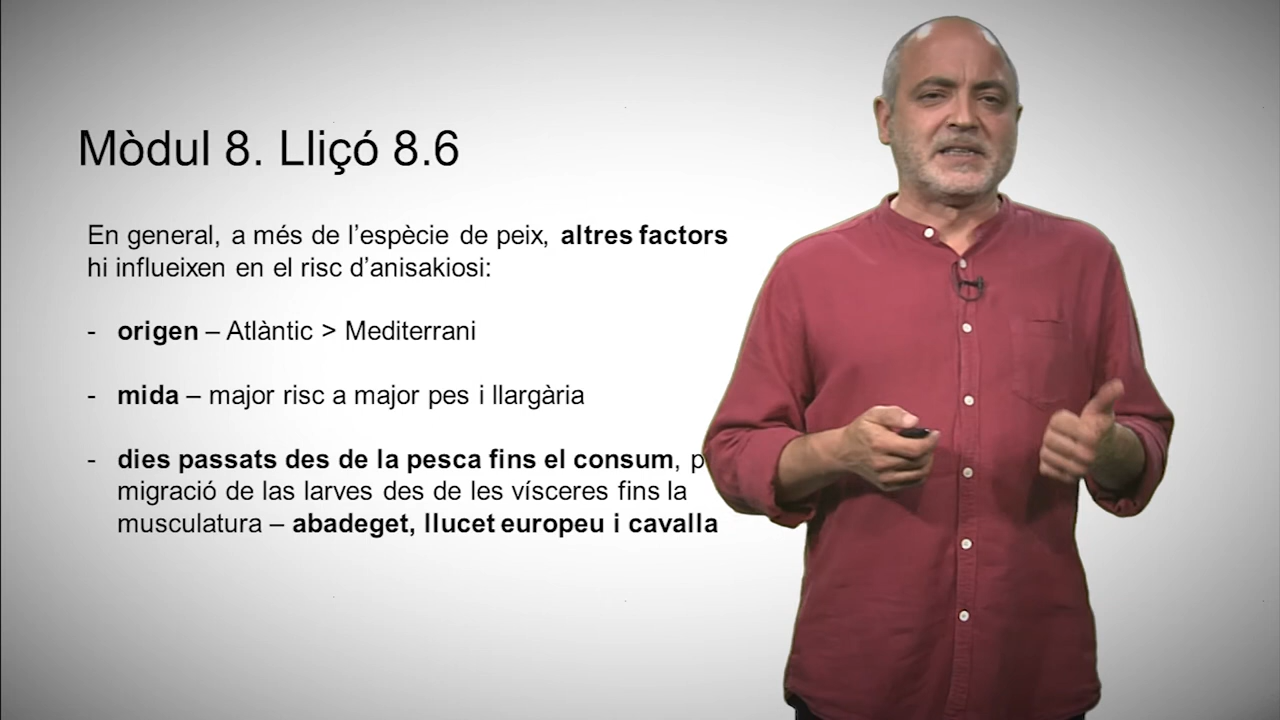 Mòdul 8. Lliçó 8.6
En general, a més de l’espècie de peix, altres factors
hi influeixen en el risc d’anisakiosi:
- origen – Atlàntic > Mediterrani
- mida – major risc a major pes i llargària
- dies passats des de la pesca fins el consum,
migració de las larves des de les vísceres fins la
musculatura – abadeget, llucet europeu i cavalla